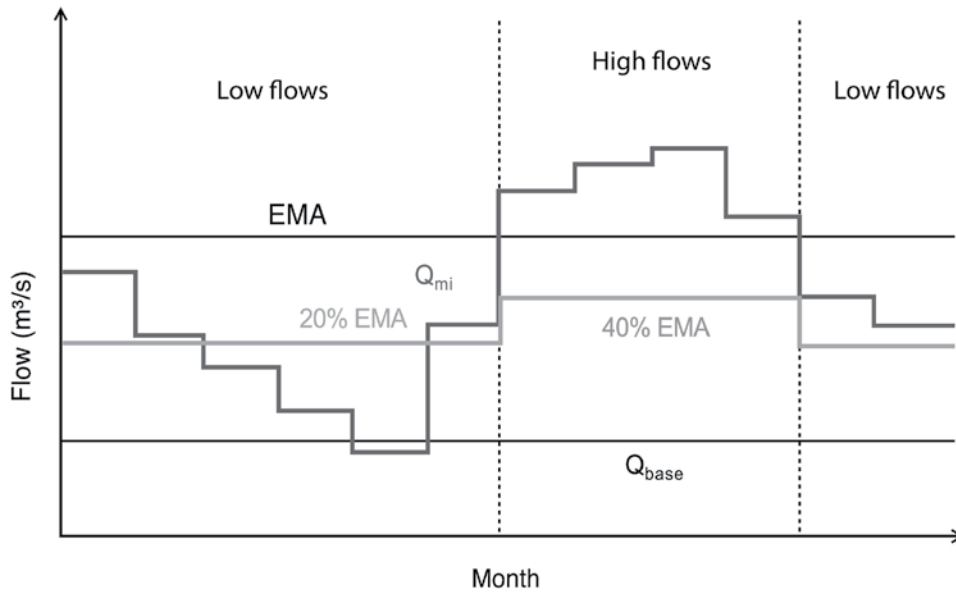 Low flows
High flows
Low flows
EMA
Qmi
20% EMA
40% EMA
Qbase
Flow (m³/s)
Month